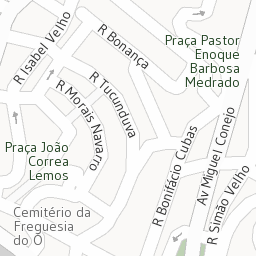 R Isabel Velho
R Bonança
Praça Pastor
Enoque
Barbosa
Medrado
R Morais Navarro
R Tucunduva
Praça João
Correa
Lemos
R Bonifácio Cubas
Av Miguel Conejo
R Simão Velho
Cemitério da
Freguesia
do Ó